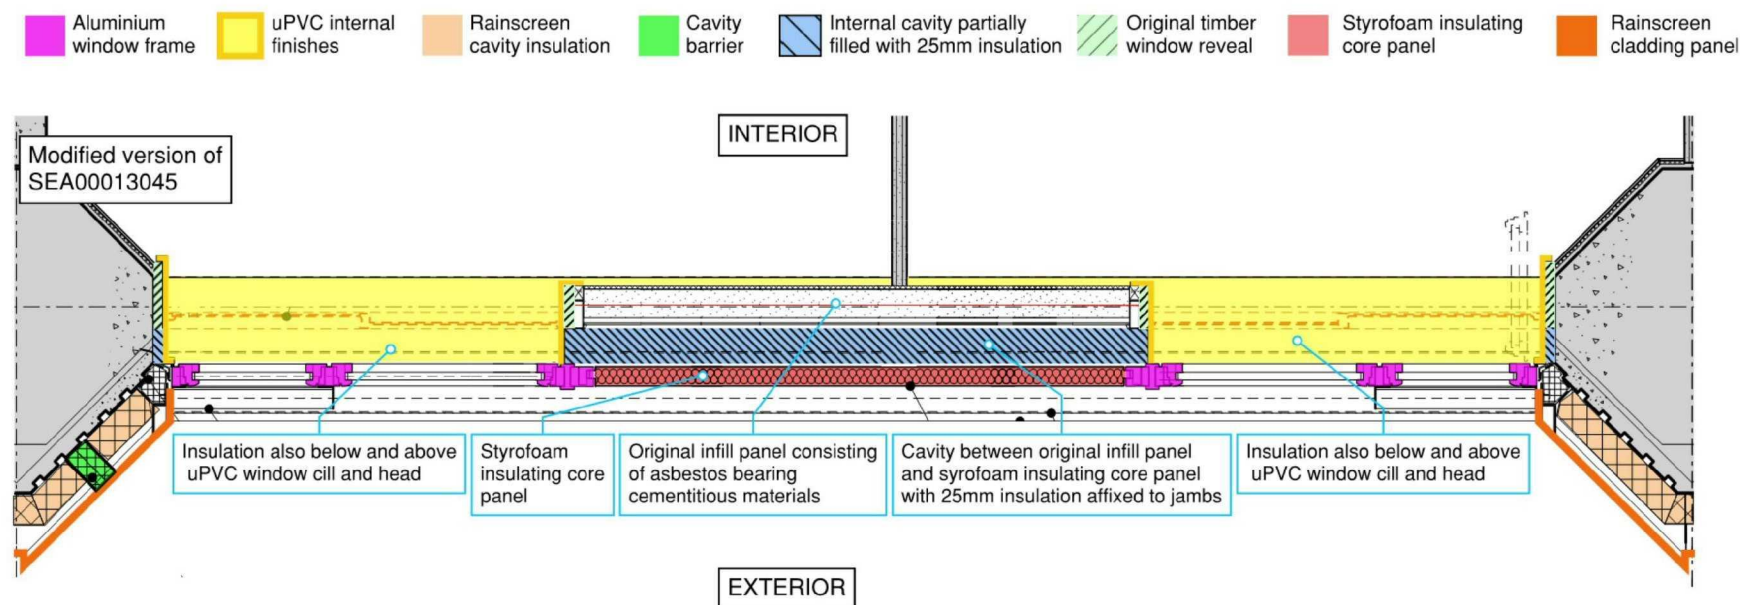 Aluminium
window frame
uPVC internal
finishes
Rainscreen
cavity insulation
Cavity
barrier
Internal cavity partially
filled with 25mm insulation
Original timber
window reveal
Styrofoam insulating
core panel
Rainscreen
cladding panel
Modified version of
SEA00013045
INTERIOR
Insulation also below and above
uPVC window cill and head
Styrofoam
insulating core
panel
Original infill panel consisting
of asbestos bearing
cementitious materials
Cavity between original infill panel
and syrofoam insulating core panel
with 25mm insulation affixed to jambs
Insulation also below and above
uPVC window cill and head
EXTERIOR